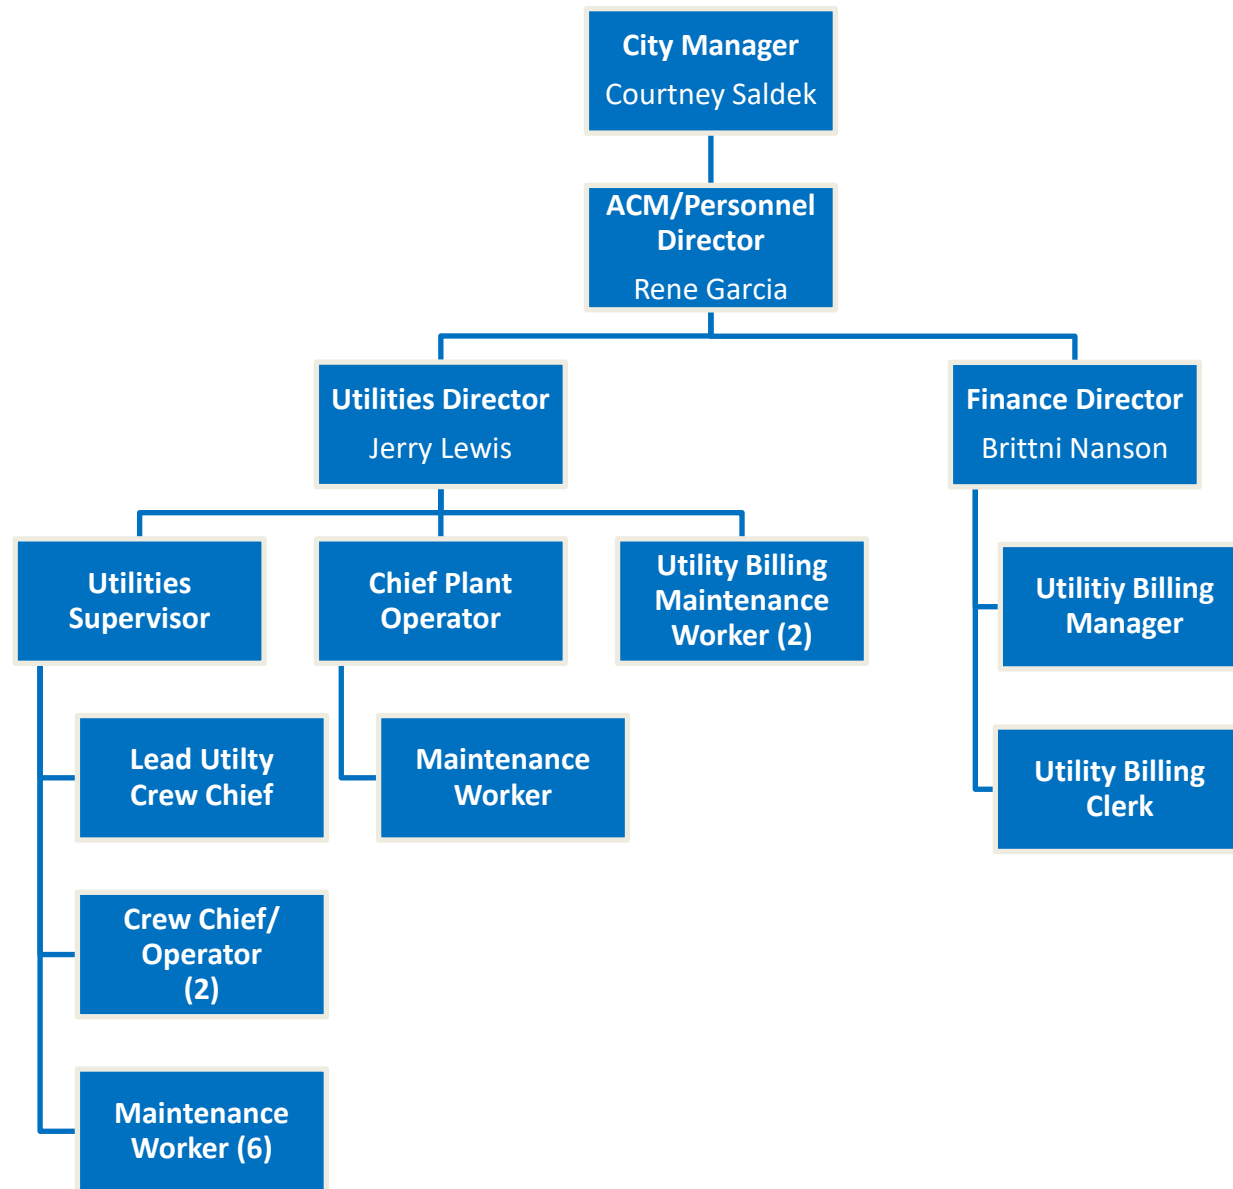 City Manager
Courtney Saldek
ACM/Personnel
Director
Rene Garcia
Utilities Director
Jerry Lewis
Finance Director
Brittni Nanson
Utilities
Supervisor
Chief Plant
Operator
Utility Billing
Maintenance
Worker (2)
Utilitiy Billing
Manager
Lead Utilty
Crew Chief
Maintenance
Worker
Utility Billing
Clerk
Crew Chief/
Operator
(2)
Maintenance
Worker (6)